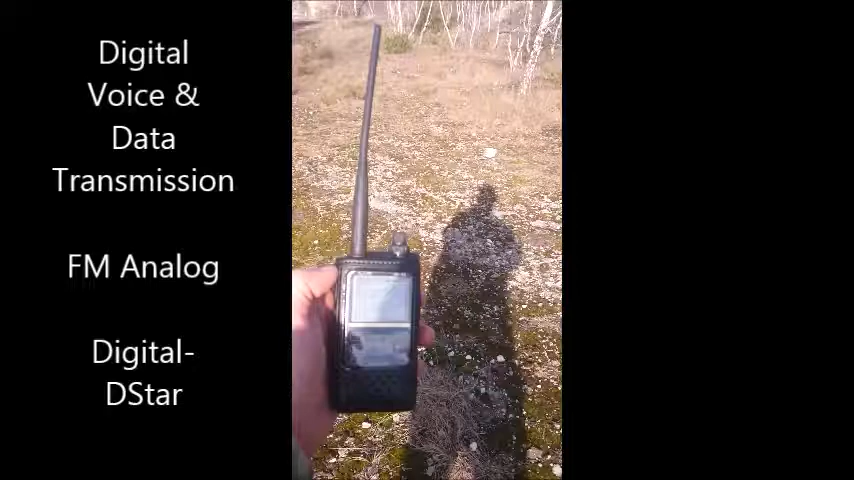 Digital
Voice &
Data
Transmission
FM Analog
Digital-
DStar